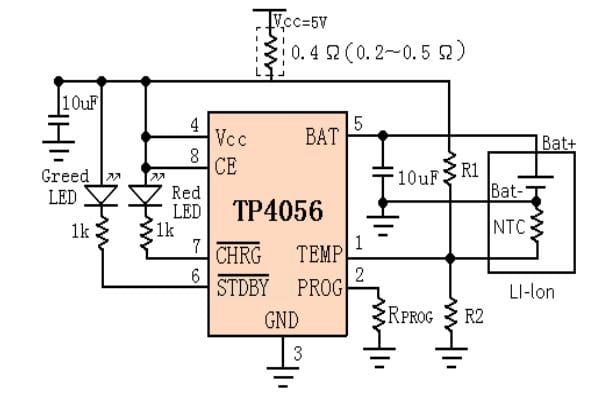 Vcc=5V
0.4 Ω (0.2～0.5 Ω)
10uF
4
Vcc
BAT
5
Bat+
8
CE
Greed
LED
Red
LED
10uF
R1
Bat-
TP4056
1k
1k
NTC
7
CHRG
TEMP
1
6
STDBY
PROG
2
LI-Ion
RPROG
R2
GND
3